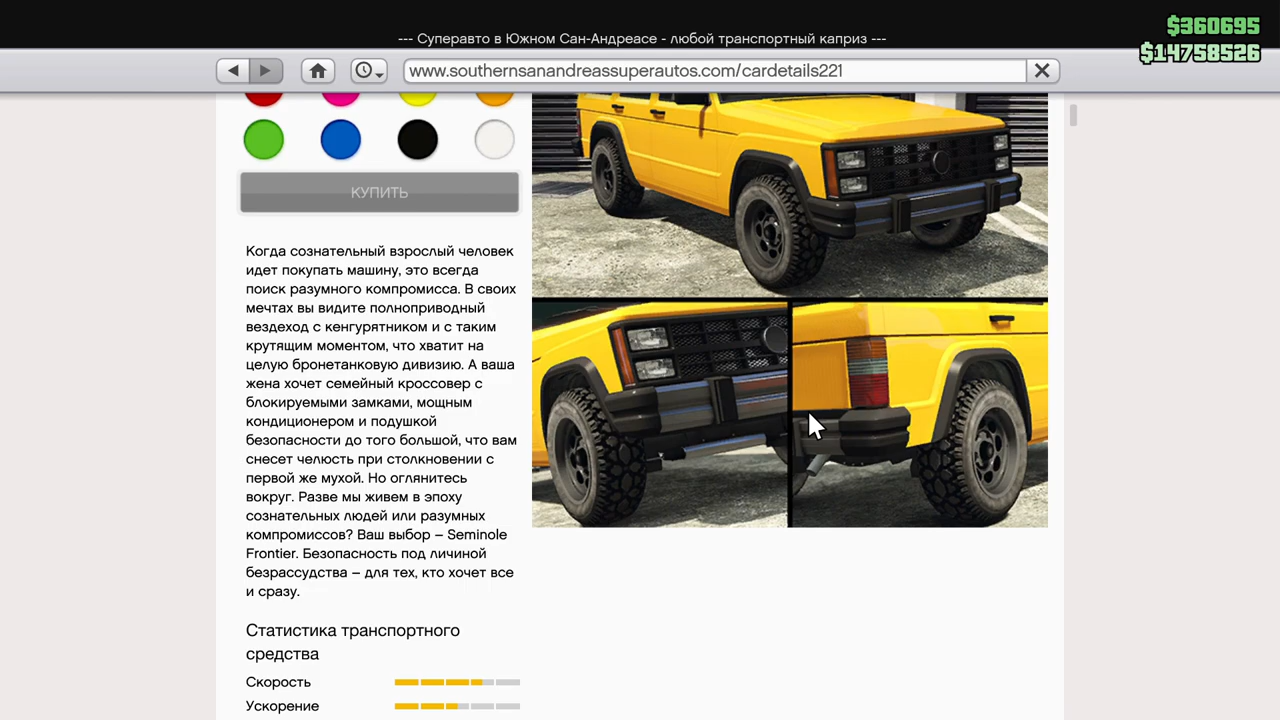 $360695
--- Суперавто в Южном Сан-Андреасе - любой транспортный каприз ---
$14758526
www.southernsanandreassuperautos.com/cardetails221
КУПИТЬ
Когда сознательный взрослый человек
идет покупать машину, это всегда
поиск разумного компромисса. В своих
мечтах вы видите полноприводный
вездеход с кенгурятником и с таким
крутящим моментом, что хватит на
целую бронетанковую дивизию. А ваша
жена хочет семейный кроссовер с
блокируемыми замками, мощным
кондиционером и подушкой
безопасности до того большой, что вам
снесет челюсть при столкновении с
первой же мухой. Но оглянитесь
вокруг. Разве мы живем в эпоху
сознательных людей или разумных
компромиссов? Ваш выбор – Seminole
Frontier. Безопасность под личиной
безрассудства – для тех, кто хочет все
и сразу.
Статистика транспортного
средства
Скорость
Ускорение